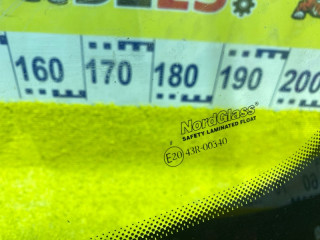 160 170 180 190 200
NordGlass
SAFETY LAMINATED FLOAT
E20 43R-00340